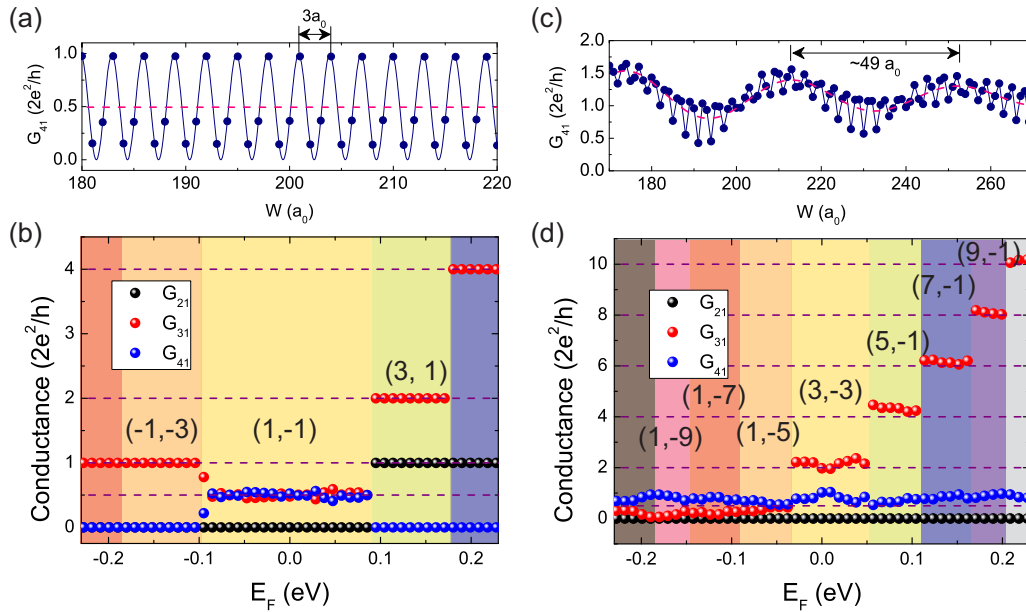 (a)
3a₀
G₄₁ (2e²/h)
1.0
0.5
0.0
180 190 200 210 220
W (a₀)
(b)
Conductance (2e²/h)
4
3
2
1
0
G₂₁
G₃₁
G₄₁
(-1,-3)
(1,-1)
(3, 1)
-0.2 -0.1 0.0 0.1 0.2
E_F (eV)
(c)
~49 a₀
G₄₁ (2e²/h)
2.0
1.5
1.0
0.5
0.0
180 200 220 240 260
W (a₀)
(d)
Conductance (2e²/h)
10
8
6
4
2
0
G₂₁
G₃₁
G₄₁
(1,-9)
(1,-7)
(1,-5)
(3,-3)
(5,-1)
(7,-1)
(9,-1)
-0.2 -0.1 0.0 0.1 0.2
E_F (eV)